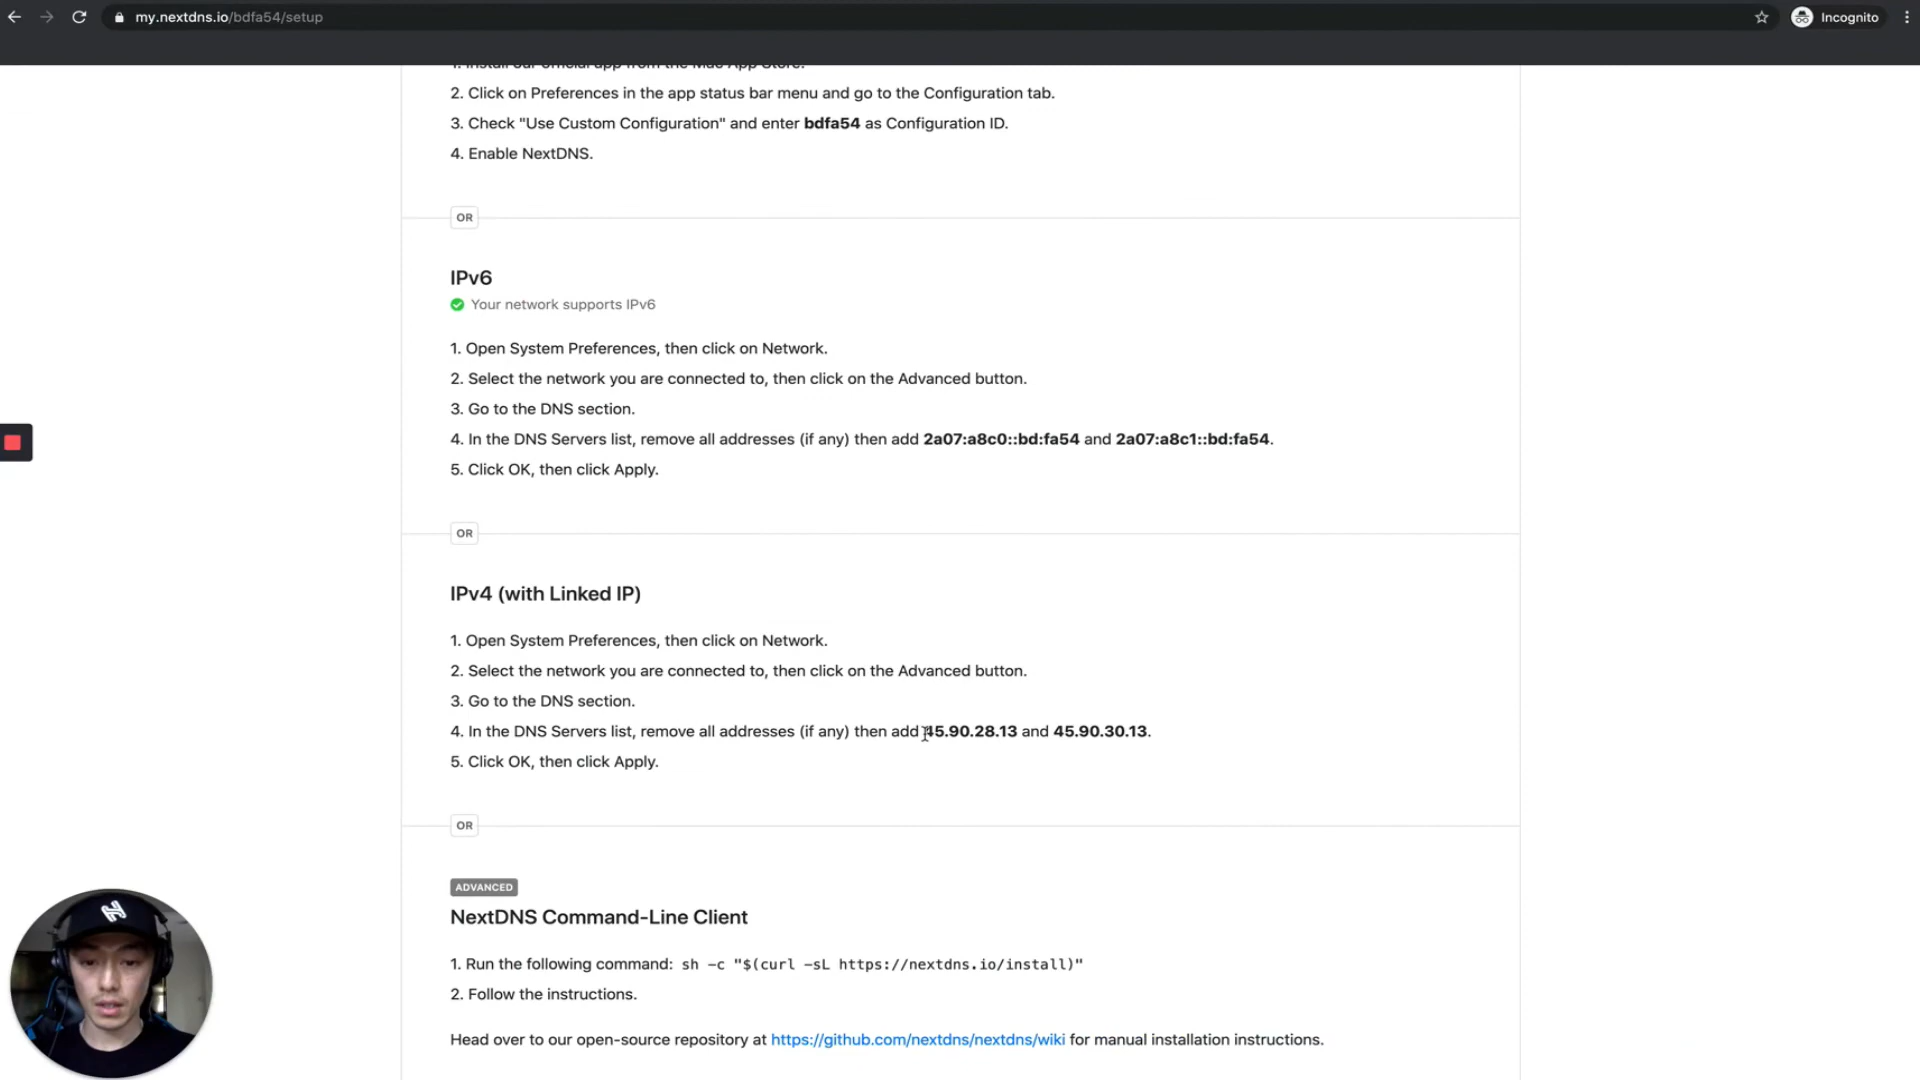 my.nextdns.io/bdfa54/setup
Incognito
1. Install our official app from the Mac App Store.
2. Click on Preferences in the app status bar menu and go to the Configuration tab.
3. Check "Use Custom Configuration" and enter bdfa54 as Configuration ID.
4. Enable NextDNS.
OR
IPv6
Your network supports IPv6
1. Open System Preferences, then click on Network.
2. Select the network you are connected to, then click on the Advanced button.
3. Go to the DNS section.
4. In the DNS Servers list, remove all addresses (if any) then add 2a07:a8c0::bd:fa54 and 2a07:a8c1::bd:fa54.
5. Click OK, then click Apply.
OR
IPv4 (with Linked IP)
1. Open System Preferences, then click on Network.
2. Select the network you are connected to, then click on the Advanced button.
3. Go to the DNS section.
4. In the DNS Servers list, remove all addresses (if any) then add 45.90.28.13 and 45.90.30.13.
5. Click OK, then click Apply.
OR
ADVANCED
NextDNS Command-Line Client
1. Run the following command: sh -c "$(curl -sL https://nextdns.io/install)"
2. Follow the instructions.
Head over to our open-source repository at https://github.com/nextdns/nextdns/wiki for manual installation instructions.